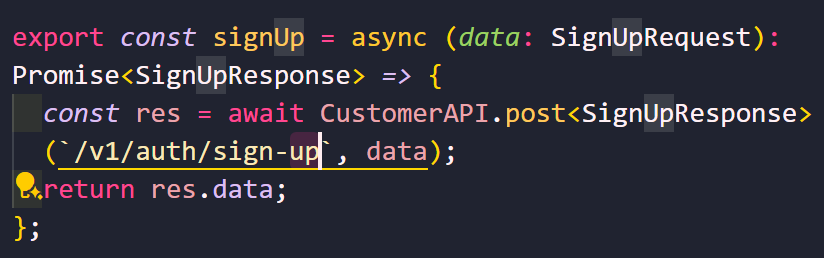 export const signUp = async (data: SignUpRequest):
Promise<SignUpResponse> => {
const res = await CustomerAPI.post<SignUpResponse>
(`/v1/auth/sign-up`, data);
return res.data;
};